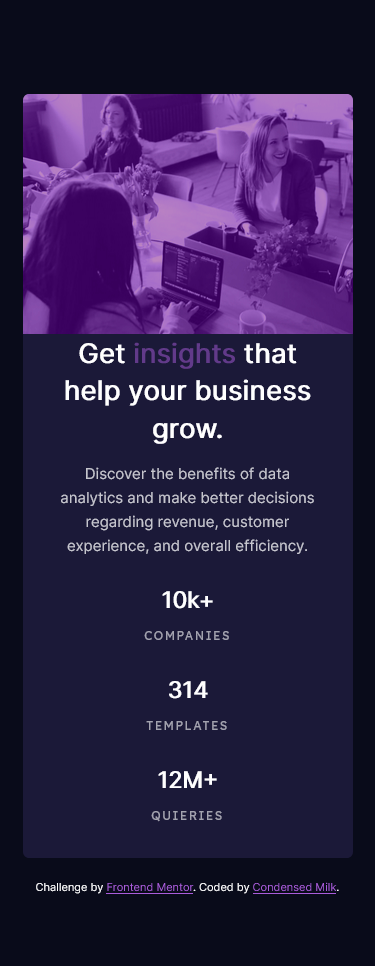 Get insights that
help your business
grow.
Discover the benefits of data
analytics and make better decisions
regarding revenue, customer
experience, and overall efficiency.
10k+
COMPANIES
314
TEMPLATES
12M+
QUIERIES
Challenge by Frontend Mentor. Coded by Condensed Milk.